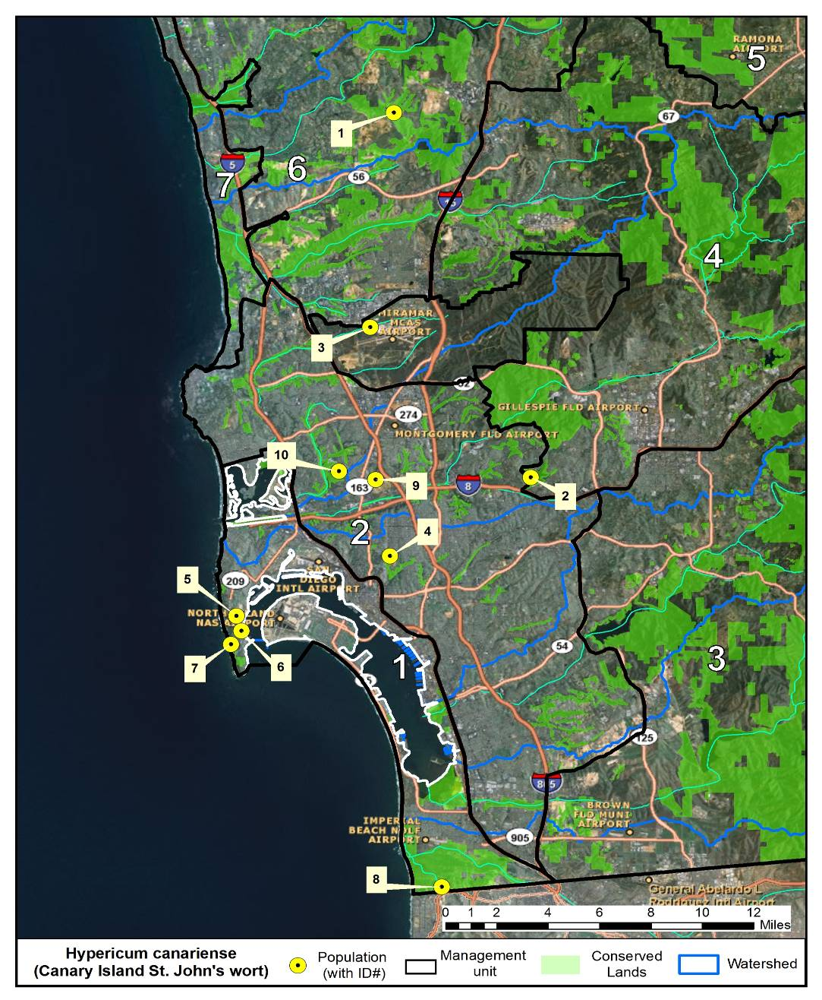 RAMONA
AIRPORT
5
67
1
5
7
6
56
15
4
MIRAMAR
MCAS
AIRPORT
3
52
GILLESPIE FLD AIRPORT
274
MONTGOMERY FLD AIRPORT
10
163
9
8
2
2
4
5
209
SAN
DIEGO
INTL AIRPORT
NORTH ISLAND
NAS AIRPORT
7
6
1
54
3
125
805
BROWN
FLD MUNI
AIRPORT
IMPERIAL
BEACH NOLF
AIRPORT
905
8
General Abelardo L
Rodriguez Intl Airport
0 1 2 4 6 8 10 12
Miles
Hypericum canariense
(Canary Island St. John's wort)
Population
(with ID#)
Management
unit
Conserved
Lands
Watershed